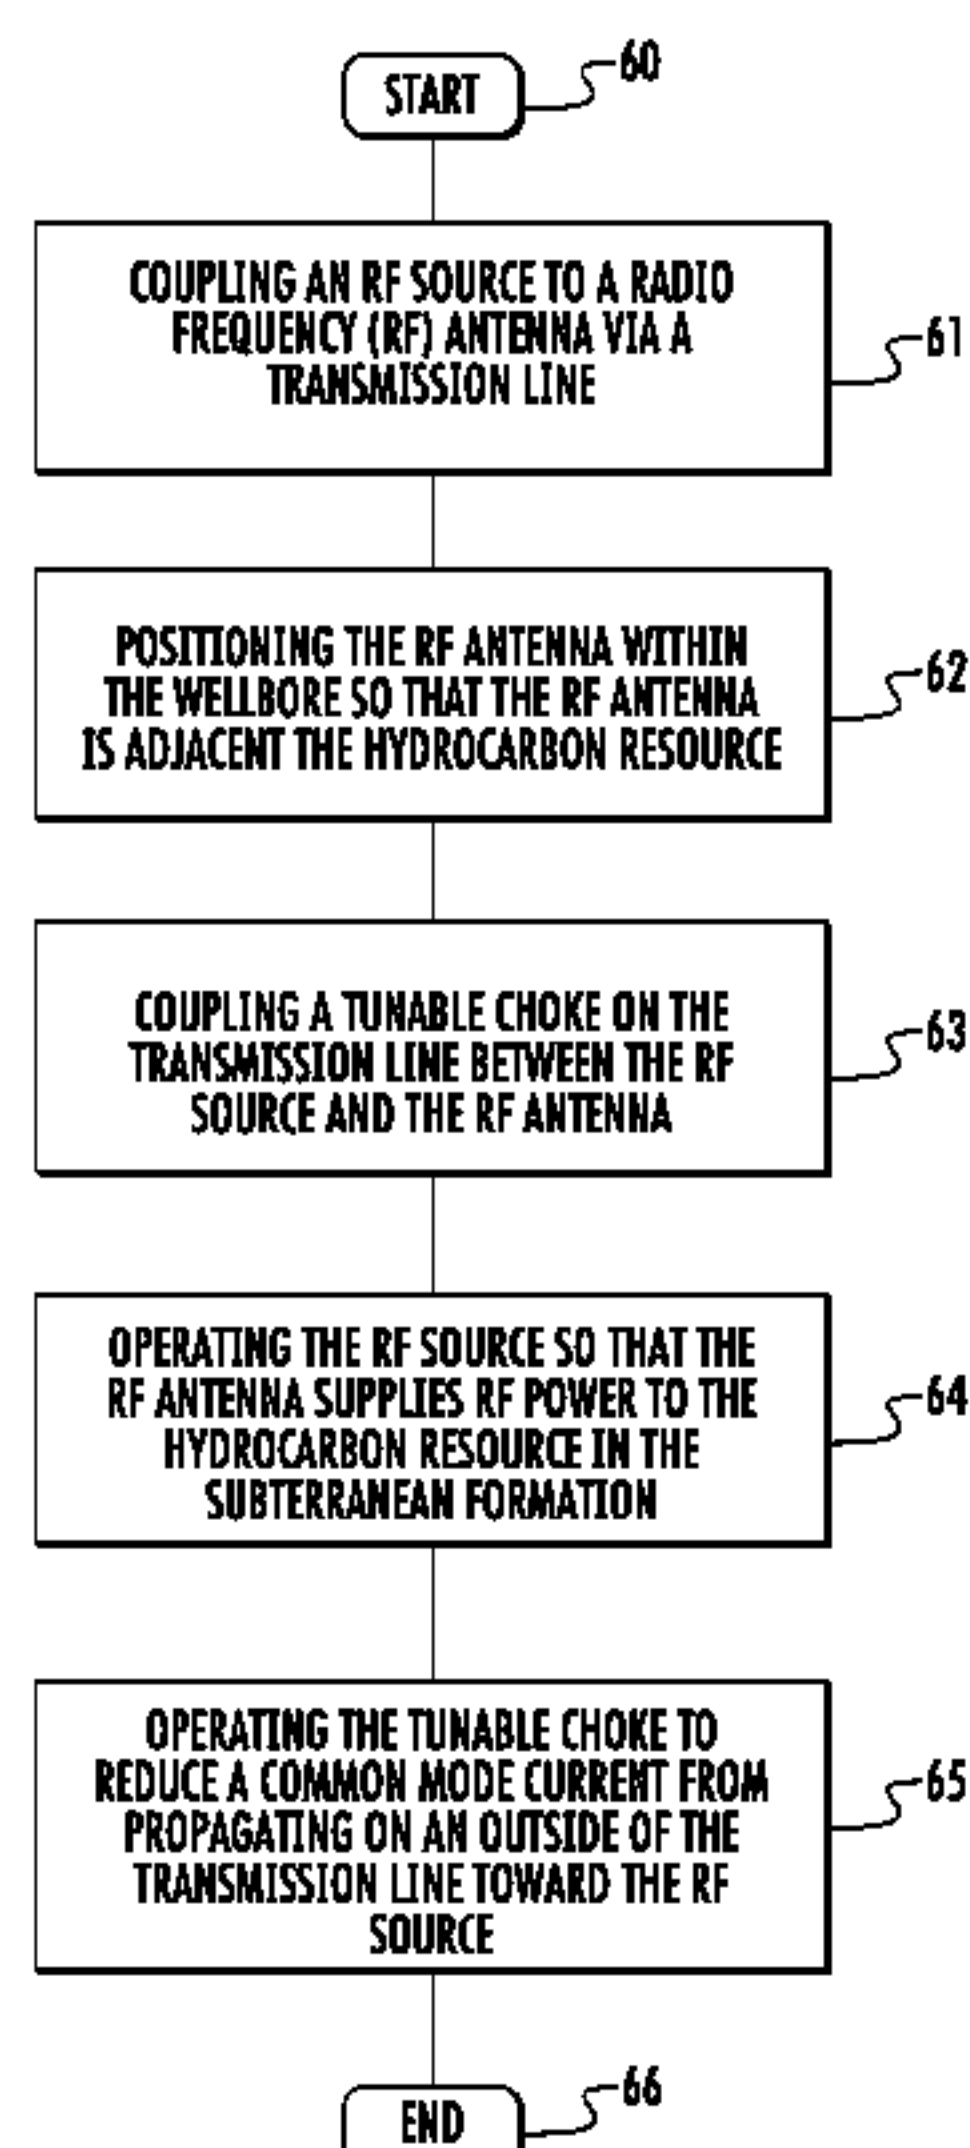 START
60
COUPLING AN RF SOURCE TO A RADIO
FREQUENCY (RF) ANTENNA VIA A
TRANSMISSION LINE
61
POSITIONING THE RF ANTENNA WITHIN
THE WELLBORE SO THAT THE RF ANTENNA
IS ADJACENT THE HYDROCARBON RESOURCE
62
COUPLING A TUNABLE CHOKE ON THE
TRANSMISSION LINE BETWEEN THE RF
SOURCE AND THE RF ANTENNA
63
OPERATING THE RF SOURCE SO THAT THE
RF ANTENNA SUPPLIES RF POWER TO THE
HYDROCARBON RESOURCE IN THE
SUBTERRANEAN FORMATION
64
OPERATING THE TUNABLE CHOKE TO
REDUCE A COMMON MODE CURRENT FROM
PROPAGATING ON AN OUTSIDE OF THE
TRANSMISSION LINE TOWARD THE RF
SOURCE
65
END
66